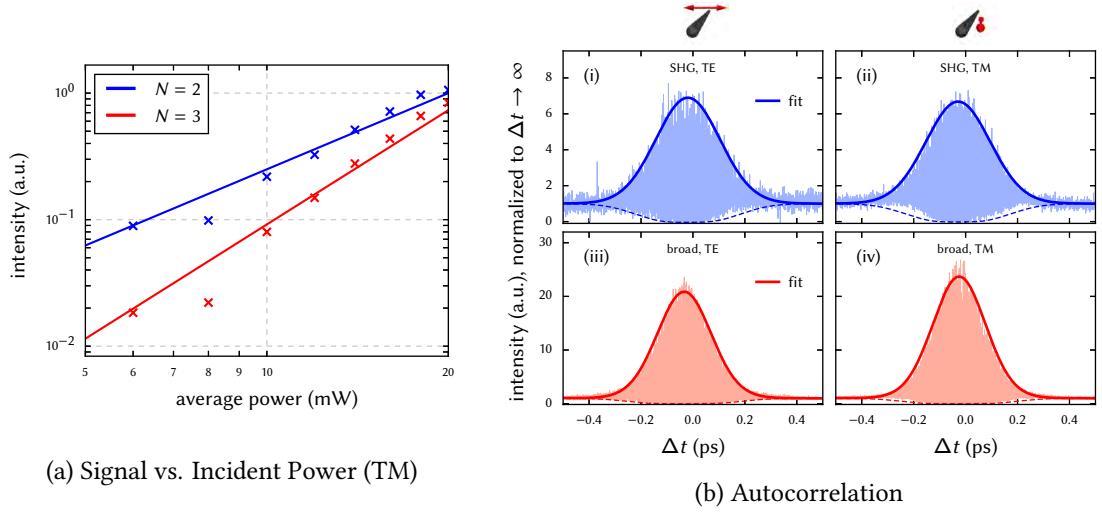 N = 2
N = 3
10⁰
10⁻¹
10⁻²
intensity (a.u.)
5 6 7 8 9 10 20
average power (mW)
(a) Signal vs. Incident Power (TM)
intensity (a.u.), normalized to Δt → ∞
(i) SHG, TE
fit
8
6
4
2
0
(ii) SHG, TM
(iii) broad, TE
fit
30
20
10
0
(iv) broad, TM
−0.4 −0.2 0.0 0.2 0.4
−0.4 −0.2 0.0 0.2 0.4
Δt (ps) Δt (ps)
(b) Autocorrelation